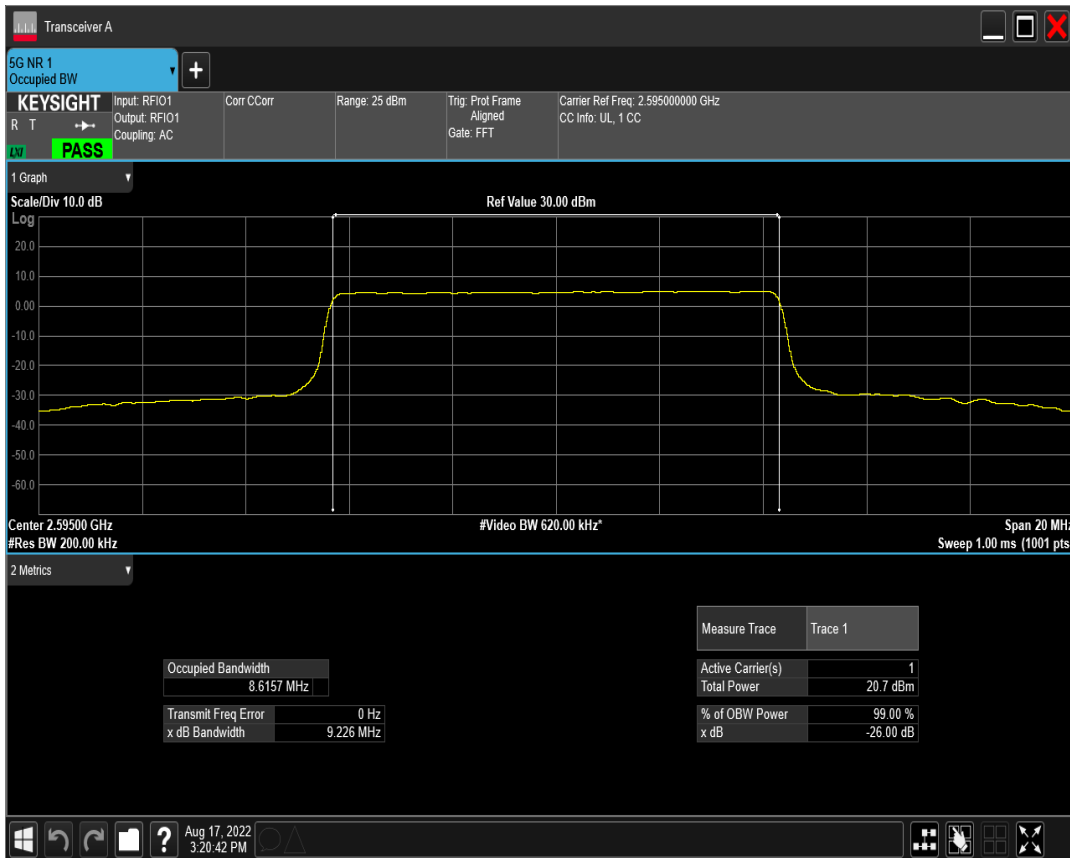 Transceiver A
5G NR 1
Occupied BW
+
KEYSIGHT
R T
LXI
PASS
Input: RFIO1
Output: RFIO1
Coupling: AC
Corr CCorr
Range: 25 dBm
Trig: Prot Frame
Aligned
Gate: FFT
Carrier Ref Freq: 2.595000000 GHz
CC Info: UL, 1 CC
1 Graph
Scale/Div 10.0 dB
Ref Value 30.00 dBm
Log
20.0
10.0
0.00
-10.0
-20.0
-30.0
-40.0
-50.0
-60.0
Center 2.59500 GHz
#Video BW 620.00 kHz*
Span 20 MHz
#Res BW 200.00 kHz
Sweep 1.00 ms (1001 pts
2 Metrics
Measure Trace Trace 1
Occupied Bandwidth
8.6157 MHz
Active Carrier(s) 1
Total Power 20.7 dBm
Transmit Freq Error 0 Hz
x dB Bandwidth 9.226 MHz
% of OBW Power 99.00 %
x dB -26.00 dB
?
Aug 17, 2022
3:20:42 PM